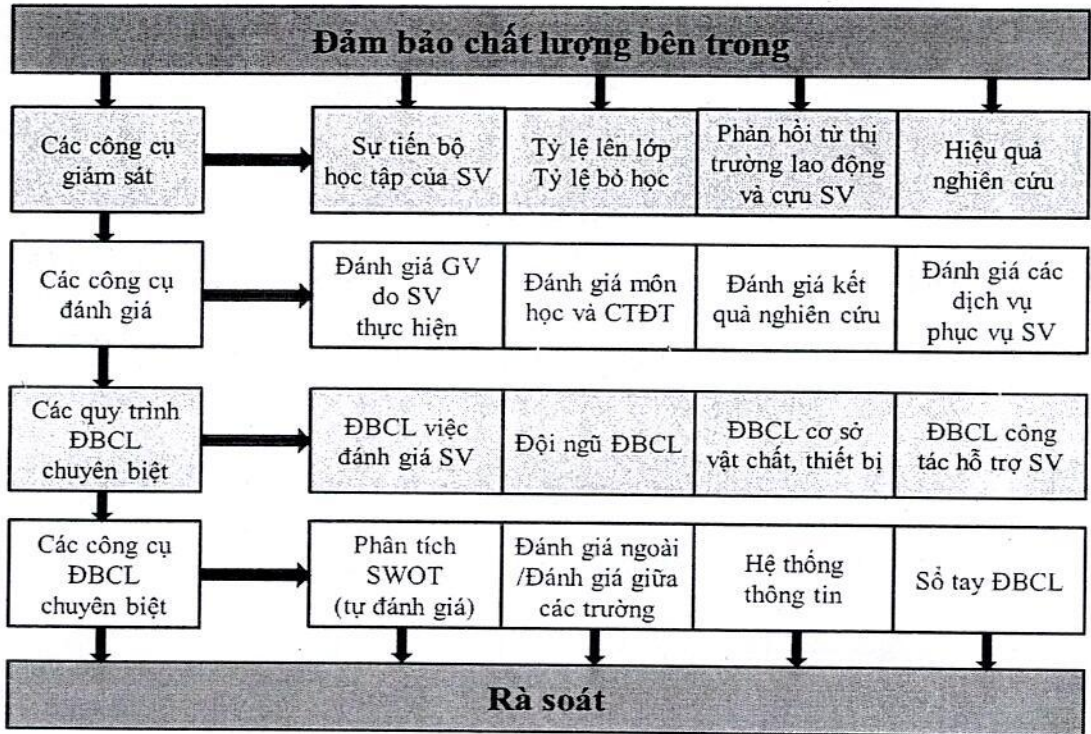 Đảm bảo chất lượng bên trong
Các công cụ
giám sát
Sự tiến bộ
học tập của SV
Tỷ lệ lên lớp
Tỷ lệ bỏ học
Phản hồi từ thị
trường lao động
và cựu SV
Hiệu quả
nghiên cứu
Các công cụ
đánh giá
Đánh giá GV
do SV
thực hiện
Đánh giá môn
học và CTĐT
Đánh giá kết
quả nghiên cứu
Đánh giá các
dịch vụ
phục vụ SV
Các quy trình
ĐBCL
chuyên biệt
ĐBCL việc
đánh giá SV
Đội ngũ ĐBCL
ĐBCL cơ sở
vật chất, thiết bị
ĐBCL công
tác hỗ trợ SV
Các công cụ
ĐBCL
chuyên biệt
Phân tích
SWOT
(tự đánh giá)
Đánh giá ngoài
/Đánh giá giữa
các trường
Hệ thống
thông tin
Sổ tay ĐBCL
Rà soát